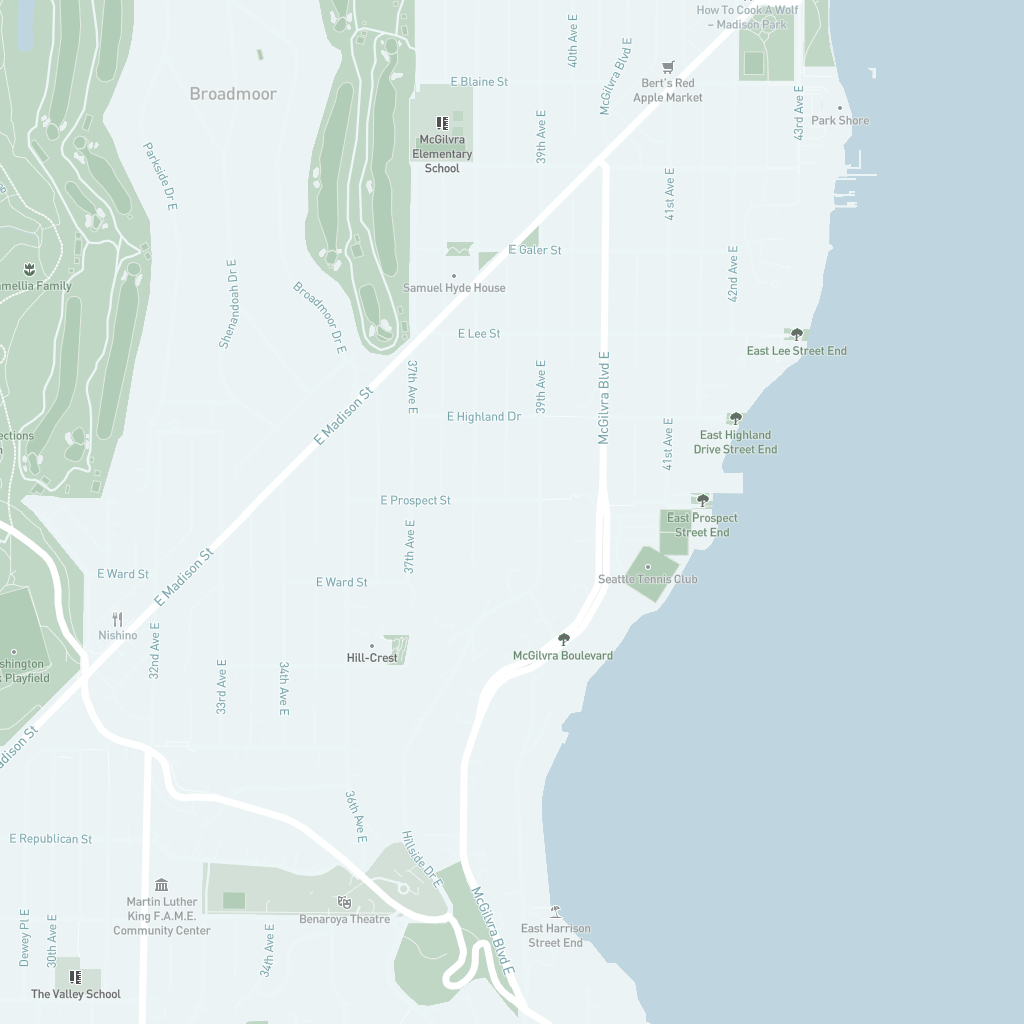 How To Cook A Wolf
– Madison Park
40th Ave E
McGilvra Blvd E
E Blaine St
Bert's Red
Apple Market
43rd Ave E
Park Shore
Broadmoor
McGilvra
Elementary
School
39th Ave E
Parkside Dr E
41st Ave E
E Galer St
42nd Ave E
amellia Family
Samuel Hyde House
Shenandoah Dr E
Broadmoor Dr E
E Lee St
East Lee Street End
37th Ave E
39th Ave E
McGilvra Blvd E
E Madison St
E Highland Dr
41st Ave E
East Highland
Drive Street End
ections
E Prospect St
East Prospect
Street End
37th Ave E
E Ward St
E Madison St
E Ward St
Seattle Tennis Club
Nishino
32nd Ave E
Hill-Crest
McGilvra Boulevard
shington
k Playfield
33rd Ave E
34th Ave E
adison St
36th Ave E
E Republican St
Hillside Dr E
Martin Luther
King F.A.M.E.
Community Center
Benaroya Theatre
McGilvra Blvd E
East Harrison
Street End
Dewey Pl E
30th Ave E
34th Ave E
The Valley School